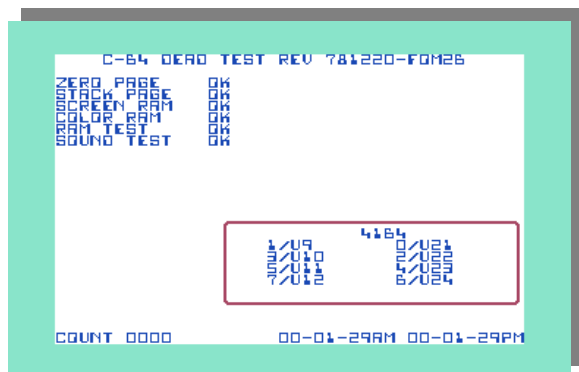 C-64 DEAD TEST REV 781220-FQM26
ZERO PAGE OK
STACK PAGE OK
SCREEN RAM OK
COLOR RAM OK
RAM TEST OK
SOUND TEST OK
4164
1/U9 0/U21
3/U10 2/U22
5/U11 4/U23
7/U12 6/U24
COUNT 0000 00-01-29AM 00-01-29PM